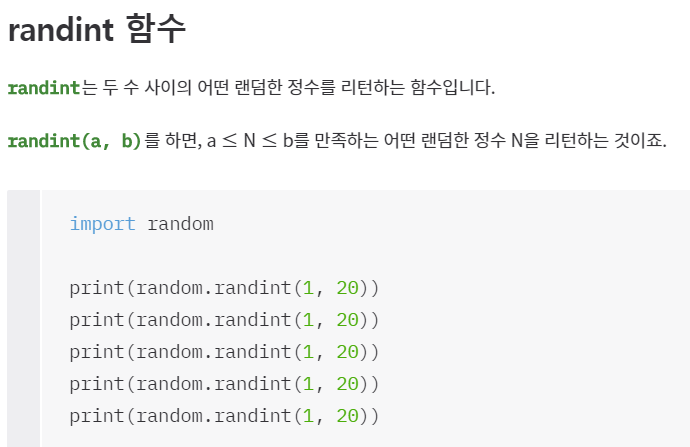 randint 함수
randint는 두 수 사이의 어떤 랜덤한 정수를 리턴하는 함수입니다.
randint(a, b)를 하면, a ≤ N ≤ b를 만족하는 어떤 랜덤한 정수 N을 리턴하는 것이죠.
import random
print(random.randint(1, 20))
print(random.randint(1, 20))
print(random.randint(1, 20))
print(random.randint(1, 20))
print(random.randint(1, 20))